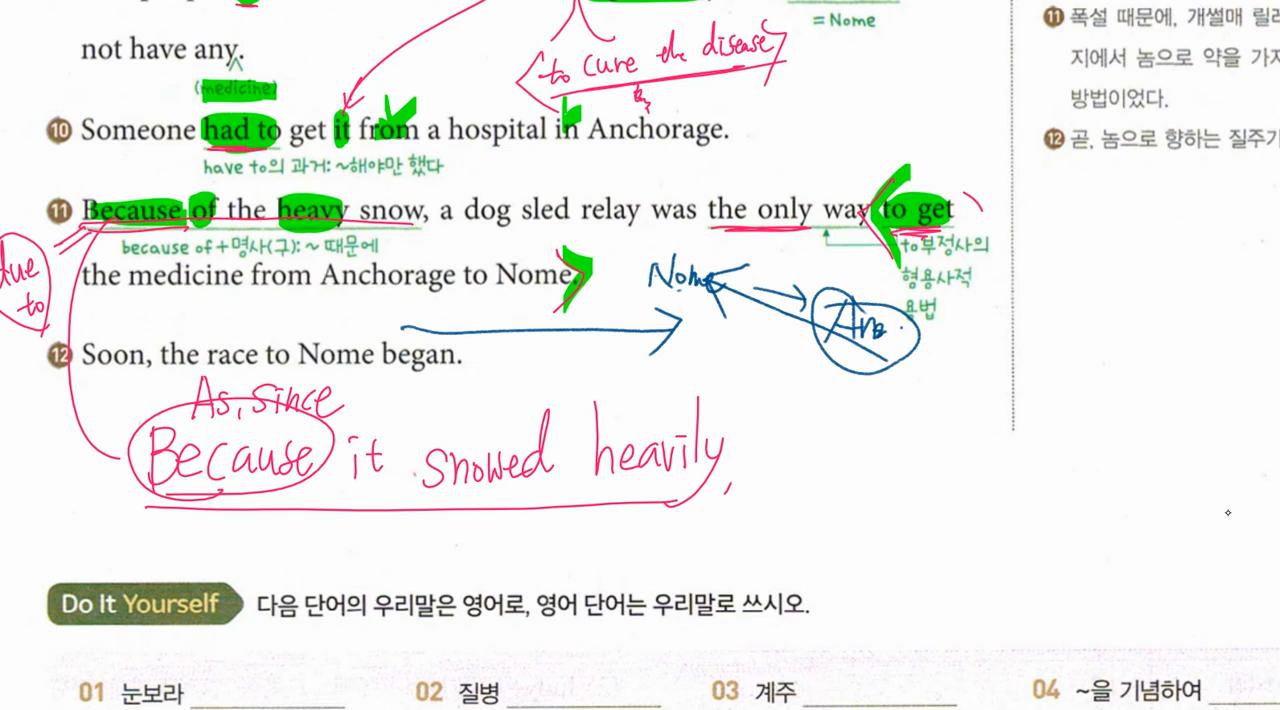 = Nome
not have any.
(medicine)
to cure the disease
⑩ Someone had to get it from a hospital in Anchorage.
have to의 과거: ~해야만 했다
⑪ Because of the heavy snow, a dog sled relay was the only way to get
because of + 명사(구): ~ 때문에
to부정사의
형용사적
용법
due
to
the medicine from Anchorage to Nome.
Nome
Anc.
⑫ Soon, the race to Nome began.
As, since
Because it snowed heavily,
⑪ 폭설 때문에, 개썰매 릴
지에서 놈으로 약을 가지
방법이었다.
⑫ 곧, 놈으로 향하는 질주가
Do It Yourself 다음 단어의 우리말은 영어로, 영어 단어는 우리말로 쓰시오.
01 눈보라
02 질병
03 계주
04 ~을 기념하여